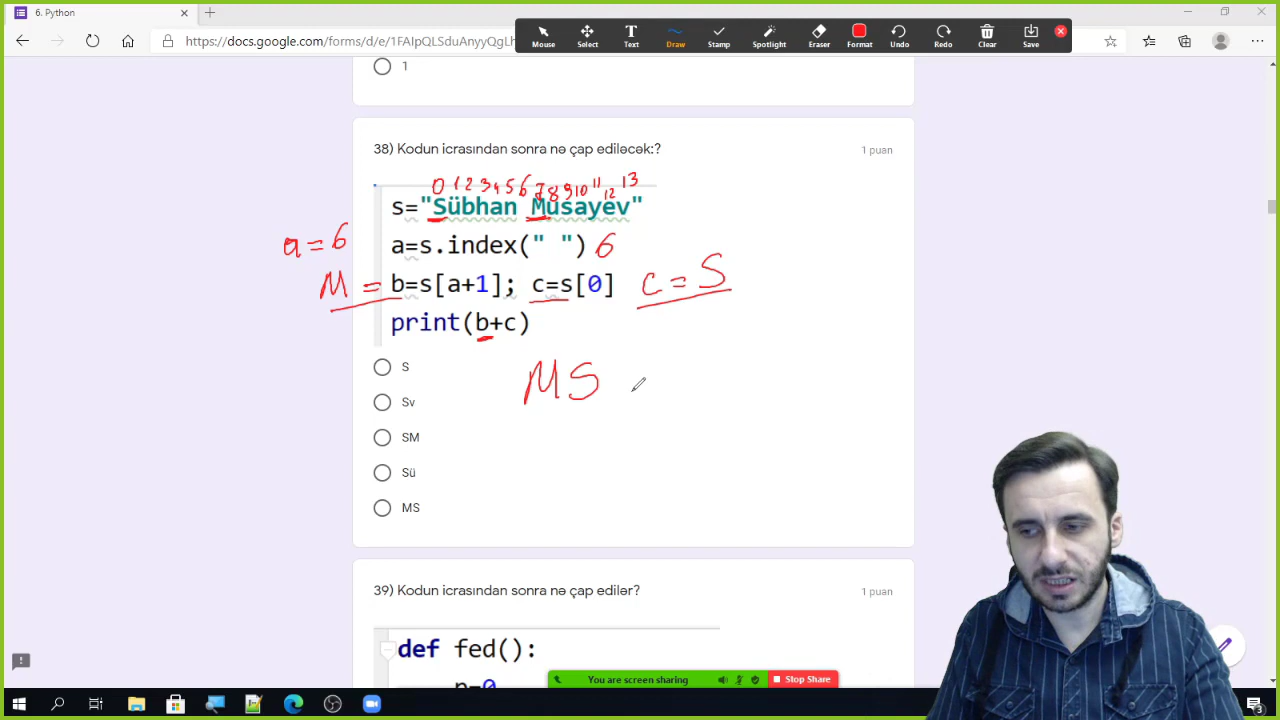 6. Python
https://docs.google.com/forms/d/e/1FAIpQLSduAnyyQgLh
Mouse Select Text Draw Stamp Spotlight Eraser Format Undo Redo Clear Save
1
38) Kodun icrasından sonra nə çap ediləcək:?
1 puan
0 1 2 3 4 5 6 7 8 9 10 11 12 13
s="Sübhan Musayev"
a=6
a=s.index(" ") 6
M = b=s[a+1]; c=s[0] c = S
print(b+c)
S
MS
Sv
SM
Sü
MS
39) Kodun icrasından sonra nə çap edilər?
1 puan
def fed():
n=0
You are screen sharing
Stop Share
3